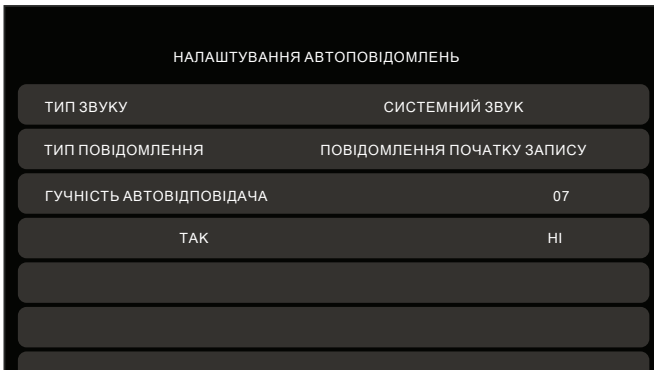 НАЛАШТУВАННЯ АВТОПОВІДОМЛЕНЬ
ТИП ЗВУКУ СИСТЕМНИЙ ЗВУК
ТИП ПОВІДОМЛЕННЯ ПОВІДОМЛЕННЯ ПОЧАТКУ ЗАПИСУ
ГУЧНІСТЬ АВТОВІДПОВІДАЧА 07
ТАК НІ